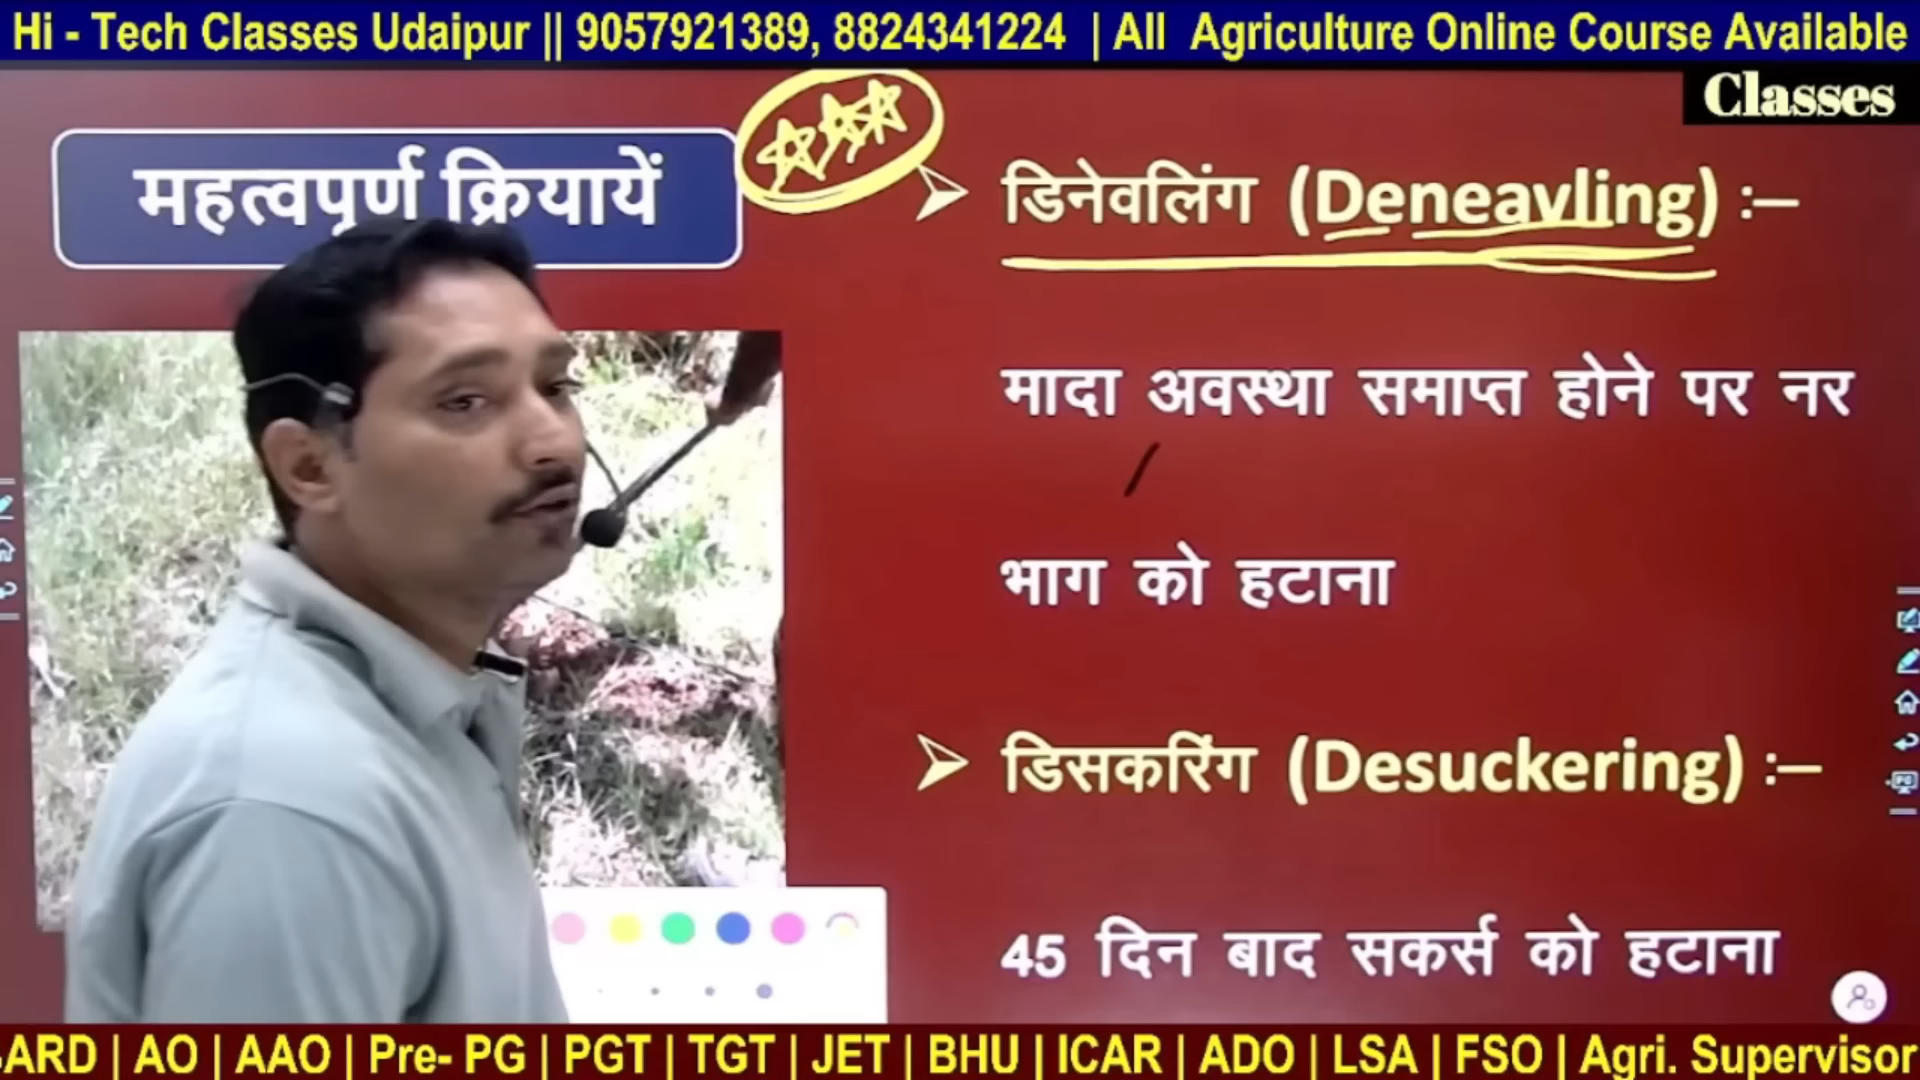 Hi - Tech Classes Udaipur || 9057921389, 8824341224 | All Agriculture Online Course Available
Classes
महत्वपूर्ण क्रियायें
डिनेवलिंग (Deneavling) :–
मादा अवस्था समाप्त होने पर नर
भाग को हटाना
डिसकरिंग (Desuckering) :–
45 दिन बाद सकर्स को हटाना
ARD | AO | AAO | Pre- PG | PGT | TGT | JET | BHU | ICAR | ADO | LSA | FSO | Agri. Supervisor